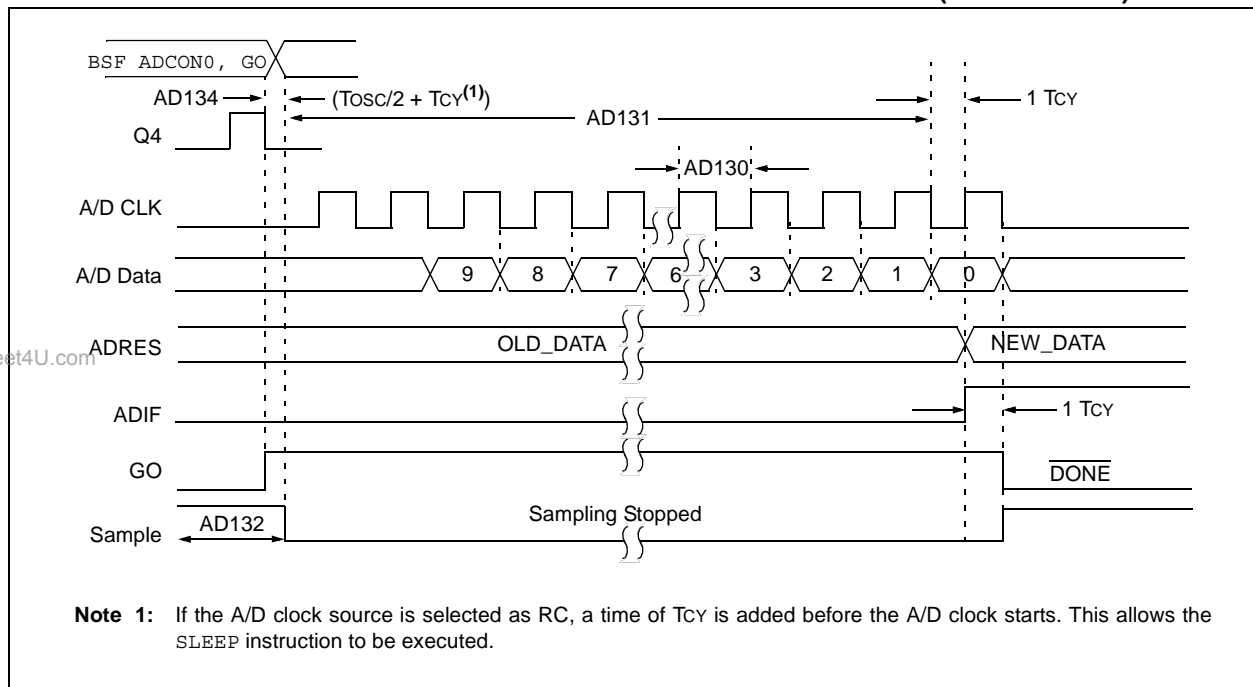 BSF ADCON0, GO
AD134
(TOSC/2 + TCY(1))
1 TCY
AD131
Q4
AD130
A/D CLK
A/D Data
9
8
7
6
3
2
1
0
eet4U.com
ADRES
OLD_DATA
NEW_DATA
ADIF
1 TCY
GO
DONE
Sample
AD132
Sampling Stopped
Note 1: If the A/D clock source is selected as RC, a time of TCY is added before the A/D clock starts. This allows the
SLEEP instruction to be executed.